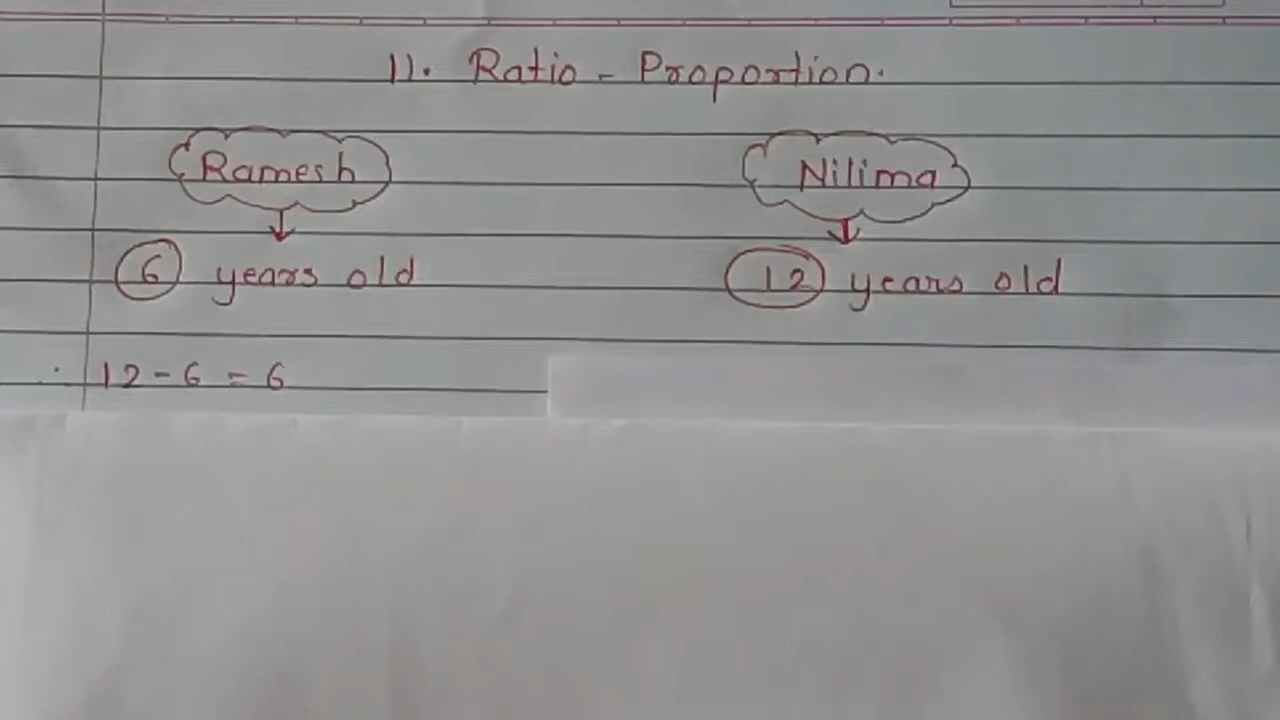 11. Ratio - Proportion.
Ramesh Nilima
6 years old 12 years old
∴ 12 - 6 = 6